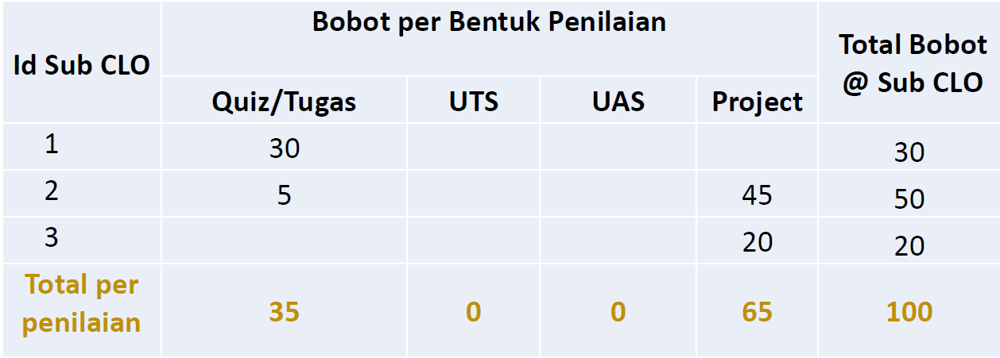 Id Sub CLO
Bobot per Bentuk Penilaian
Total Bobot
@ Sub CLO
Quiz/Tugas UTS UAS Project
1 30 30
2 5 45 50
3 20 20
Total per
penilaian
35 0 0 65 100